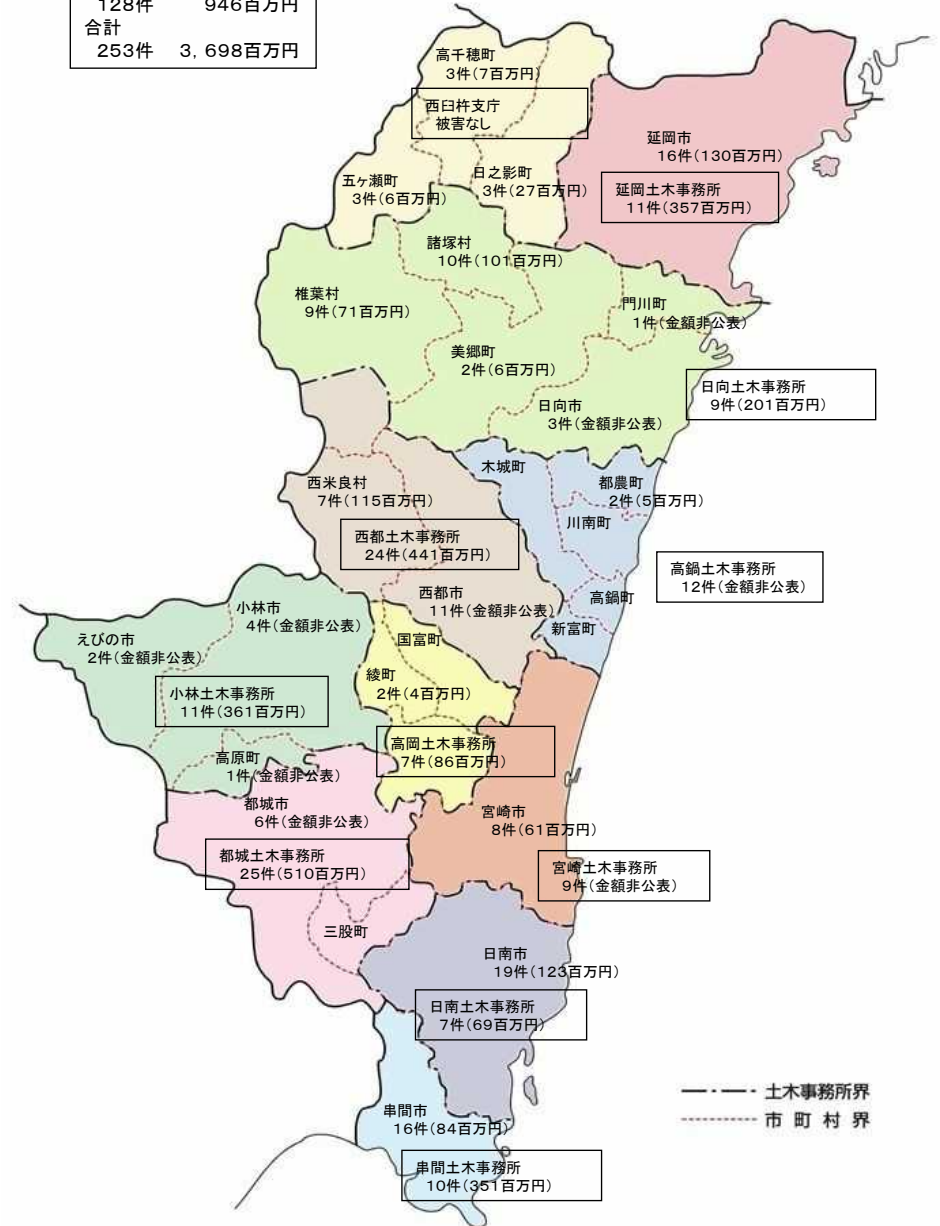 128件 946百万円
合計
253件 3,698百万円
高千穂町
3件(7百万円)
西臼杵支庁
被害なし
延岡市
16件(130百万円)
五ヶ瀬町
3件(6百万円)
日之影町
3件(27百万円)
延岡土木事務所
11件(357百万円)
諸塚村
10件(101百万円)
椎葉村
9件(71百万円)
門川町
1件(金額非公表)
美郷町
2件(6百万円)
日向土木事務所
9件(201百万円)
日向市
3件(金額非公表)
木城町
西米良村
7件(115百万円)
都農町
2件(5百万円)
川南町
西都土木事務所
24件(441百万円)
高鍋土木事務所
12件(金額非公表)
西都市
11件(金額非公表)
高鍋町
新富町
小林市
4件(金額非公表)
えびの市
2件(金額非公表)
国富町
綾町
2件(4百万円)
小林土木事務所
11件(361百万円)
高岡土木事務所
7件(86百万円)
高原町
1件(金額非公表)
都城市
6件(金額非公表)
宮崎市
8件(61百万円)
都城土木事務所
25件(510百万円)
宮崎土木事務所
9件(金額非公表)
三股町
日南市
19件(123百万円)
日南土木事務所
7件(69百万円)
土木事務所界
市町村界
串間市
16件(84百万円)
串間土木事務所
10件(351百万円)